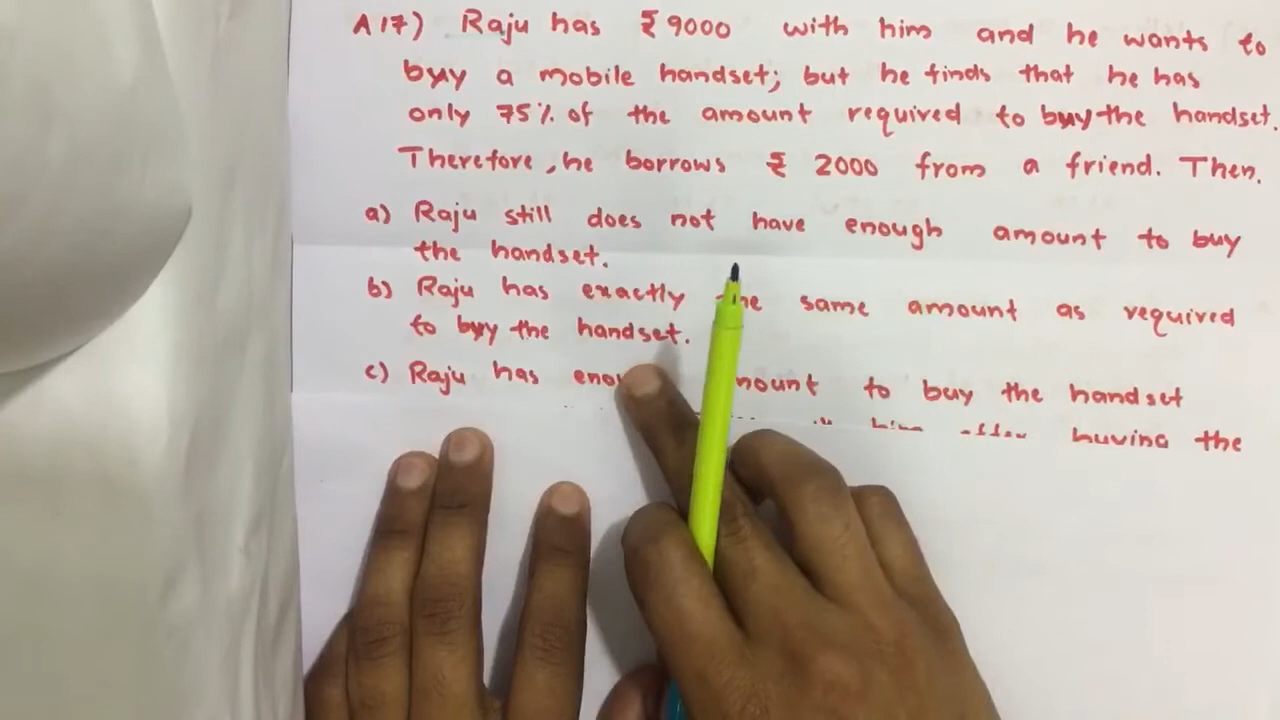 A17) Raju has ₹9000 with him and he wants to
buy a mobile handset; but he finds that he has
only 75% of the amount required to buy the handset.
Therefore, he borrows ₹ 2000 from a friend. Then.
a) Raju still does not have enough amount to buy
the handset.
b) Raju has exactly the same amount as required
to buy the handset.
c) Raju has to buy the handset
buying the